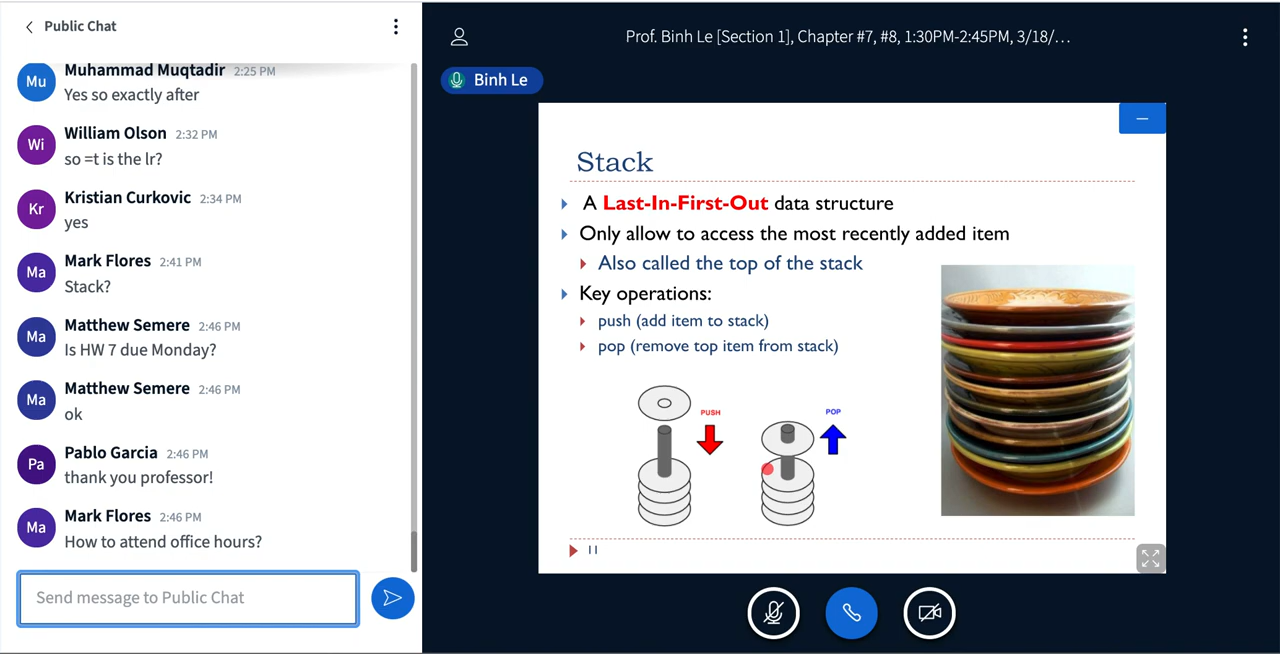 Public Chat
Mu
Muhammad Muqtadir 2:25 PM
Yes so exactly after
Wi
William Olson 2:32 PM
so =t is the lr?
Kr
Kristian Curkovic 2:34 PM
yes
Ma
Mark Flores 2:41 PM
Stack?
Ma
Matthew Semere 2:46 PM
Is HW 7 due Monday?
Ma
Matthew Semere 2:46 PM
ok
Pa
Pablo Garcia 2:46 PM
thank you professor!
Ma
Mark Flores 2:46 PM
How to attend office hours?
Send message to Public Chat
Prof. Binh Le [Section 1], Chapter #7, #8, 1:30PM-2:45PM, 3/18/…
Binh Le
Stack
A Last-In-First-Out data structure
Only allow to access the most recently added item
Also called the top of the stack
Key operations:
push (add item to stack)
pop (remove top item from stack)
PUSH
POP
11